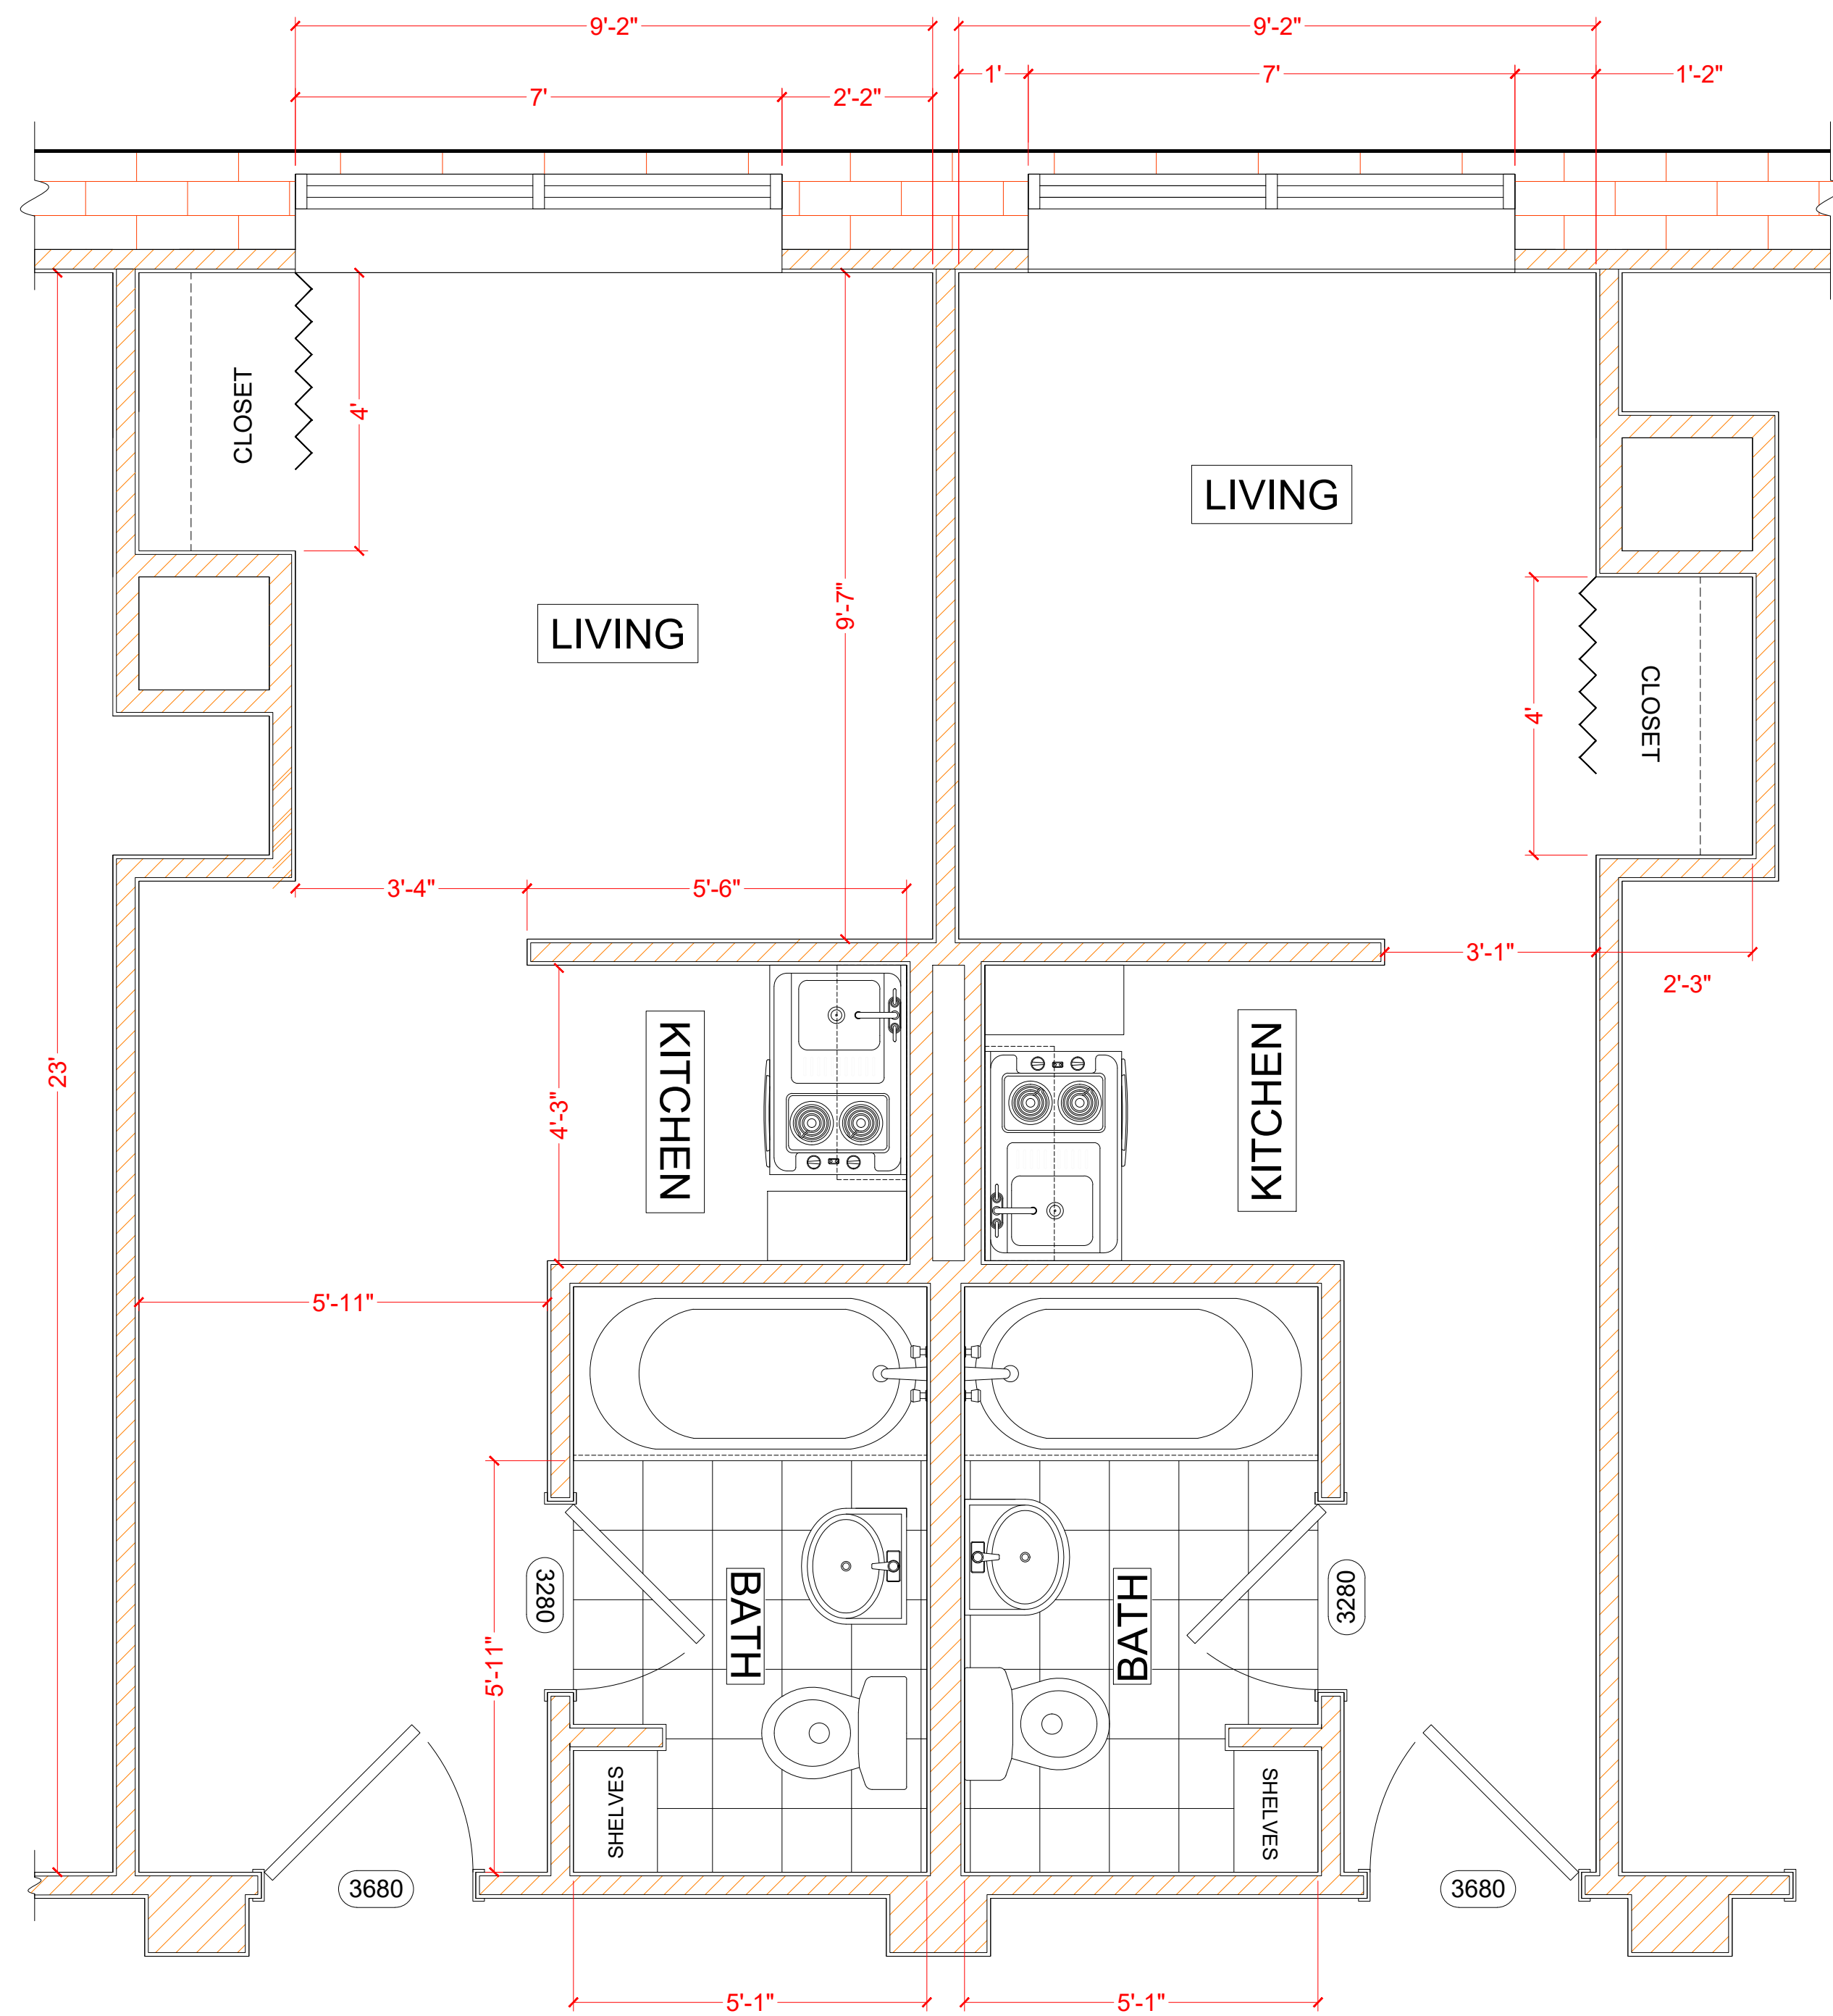 9'-2"
9'-2"
1'
7'
1'-2"
7'
2'-2"
CLOSET
4'
LIVING
LIVING
9'-7"
CLOSET
4'
3'-4"
5'-6"
3'-1"
2'-3"
23'
KITCHEN
KITCHEN
4'-3"
5'-11"
3280
BATH
BATH
3280
5'-11"
SHELVES
SHELVES
3680
3680
5'-1"
5'-1"